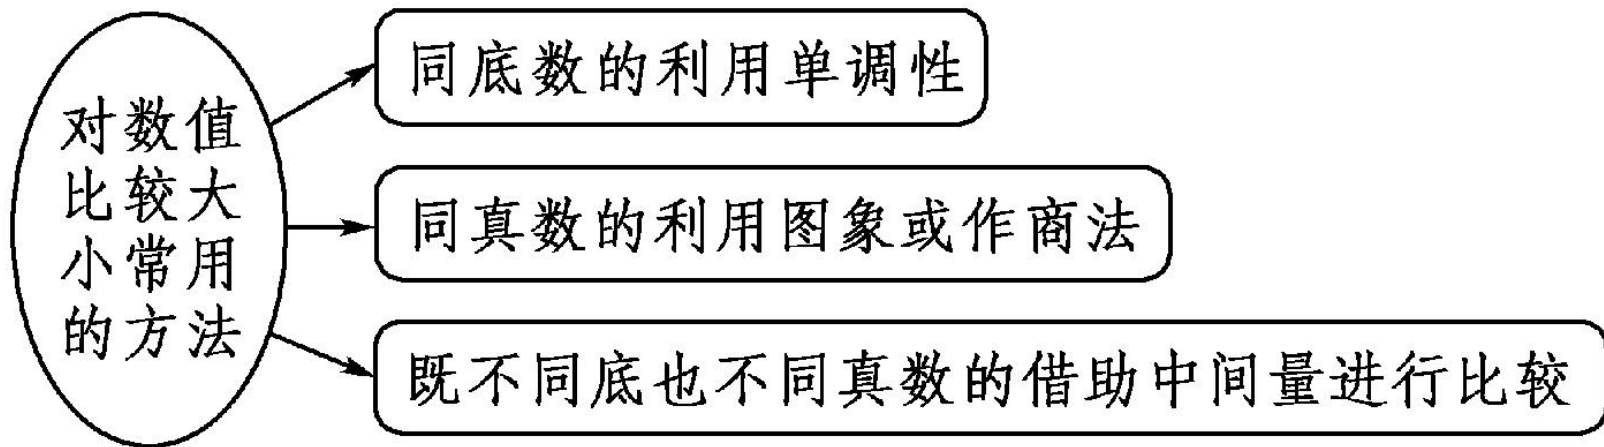 对数值
比较大
小常用
的方法
同底数的利用单调性
同真数的利用图象或作商法
既不同底也不同真数的借助中间量进行比较